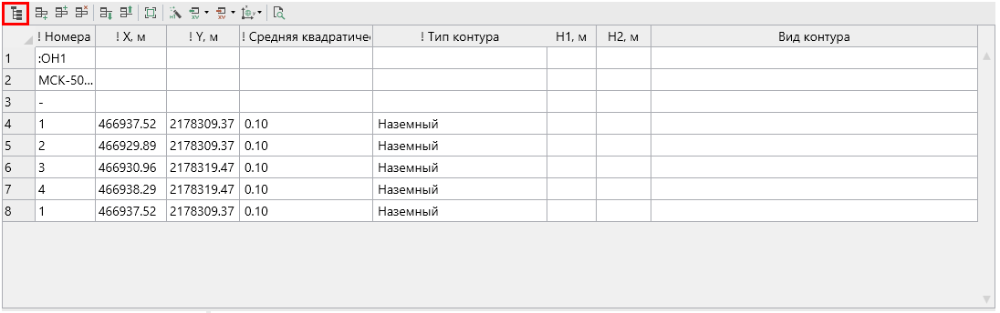 ! Номера ! X, м ! Y, м ! Средняя квадратичес ! Тип контура H1, м H2, м Вид контура
1 :ОН1
2 МСК-50...
3 -
4 1 466937.52 2178309.37 0.10 Наземный
5 2 466929.89 2178309.37 0.10 Наземный
6 3 466930.96 2178319.47 0.10 Наземный
7 4 466938.29 2178319.47 0.10 Наземный
8 1 466937.52 2178309.37 0.10 Наземный